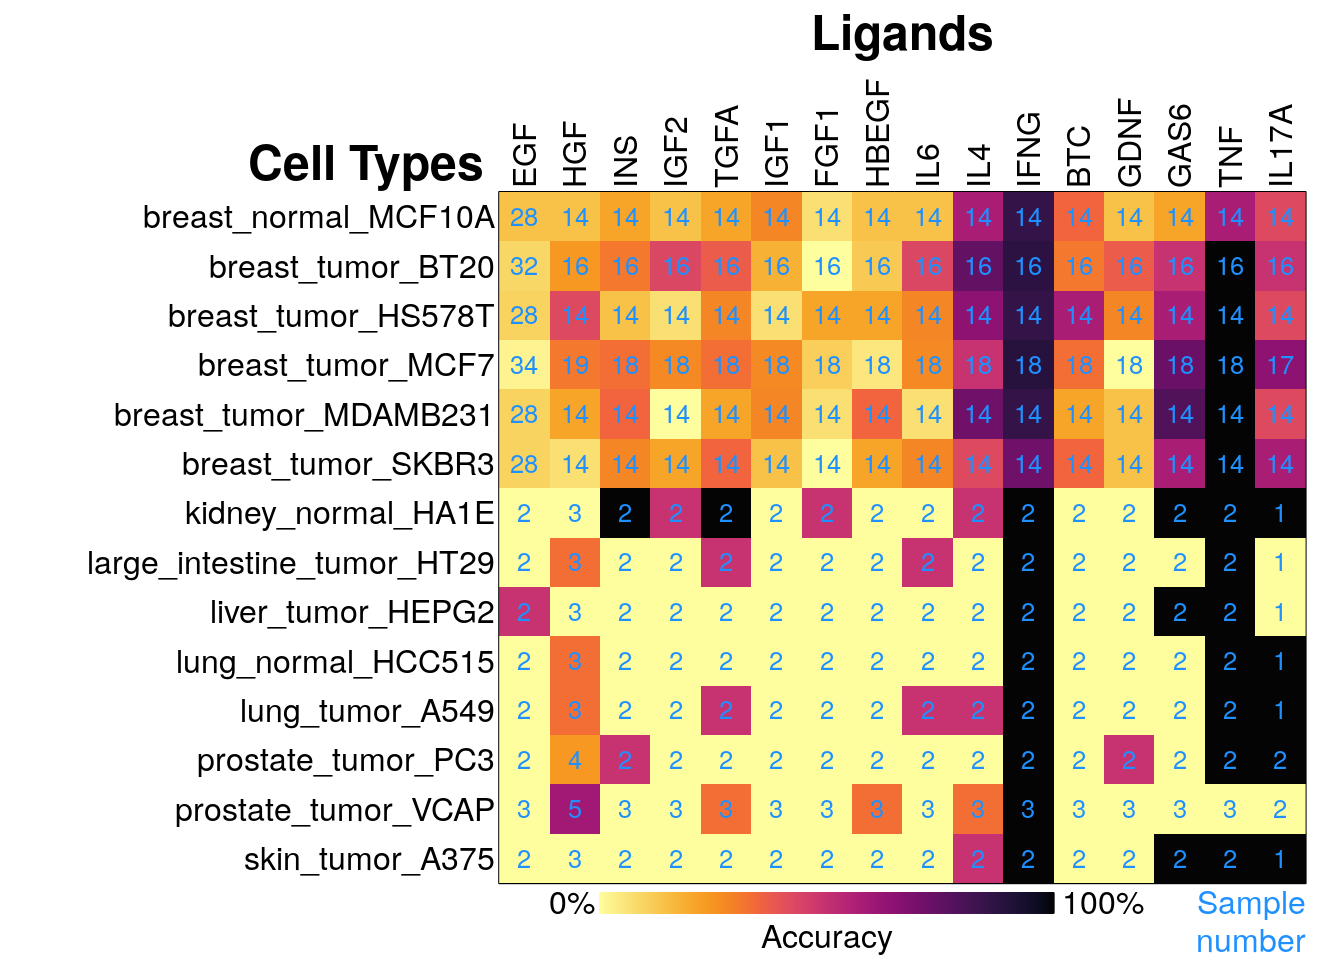 Ligands
Cell Types
EGF HGF INS IGF2 TGFA IGF1 FGF1 HBEGF IL6 IL4 IFNG BTC GDNF GAS6 TNF IL17A
breast_normal_MCF10A 28 14 14 14 14 14 14 14 14 14 14 14 14 14 14 14
breast_tumor_BT20 32 16 16 16 16 16 16 16 16 16 16 16 16 16 16 16
breast_tumor_HS578T 28 14 14 14 14 14 14 14 14 14 14 14 14 14 14 14
breast_tumor_MCF7 34 19 18 18 18 18 18 18 18 18 18 18 18 18 18 17
breast_tumor_MDAMB231 28 14 14 14 14 14 14 14 14 14 14 14 14 14 14 14
breast_tumor_SKBR3 28 14 14 14 14 14 14 14 14 14 14 14 14 14 14 14
kidney_normal_HA1E 2 3 2 2 2 2 2 2 2 2 2 2 2 2 2 1
large_intestine_tumor_HT29 2 3 2 2 2 2 2 2 2 2 2 2 2 2 2 1
liver_tumor_HEPG2 2 3 2 2 2 2 2 2 2 2 2 2 2 2 2 1
lung_normal_HCC515 2 3 2 2 2 2 2 2 2 2 2 2 2 2 2 1
lung_tumor_A549 2 3 2 2 2 2 2 2 2 2 2 2 2 2 2 1
prostate_tumor_PC3 2 4 2 2 2 2 2 2 2 2 2 2 2 2 2 2
prostate_tumor_VCAP 3 5 3 3 3 3 3 3 3 3 3 3 3 3 3 2
skin_tumor_A375 2 3 2 2 2 2 2 2 2 2 2 2 2 2 2 1
0% 100%
Accuracy
Sample
number